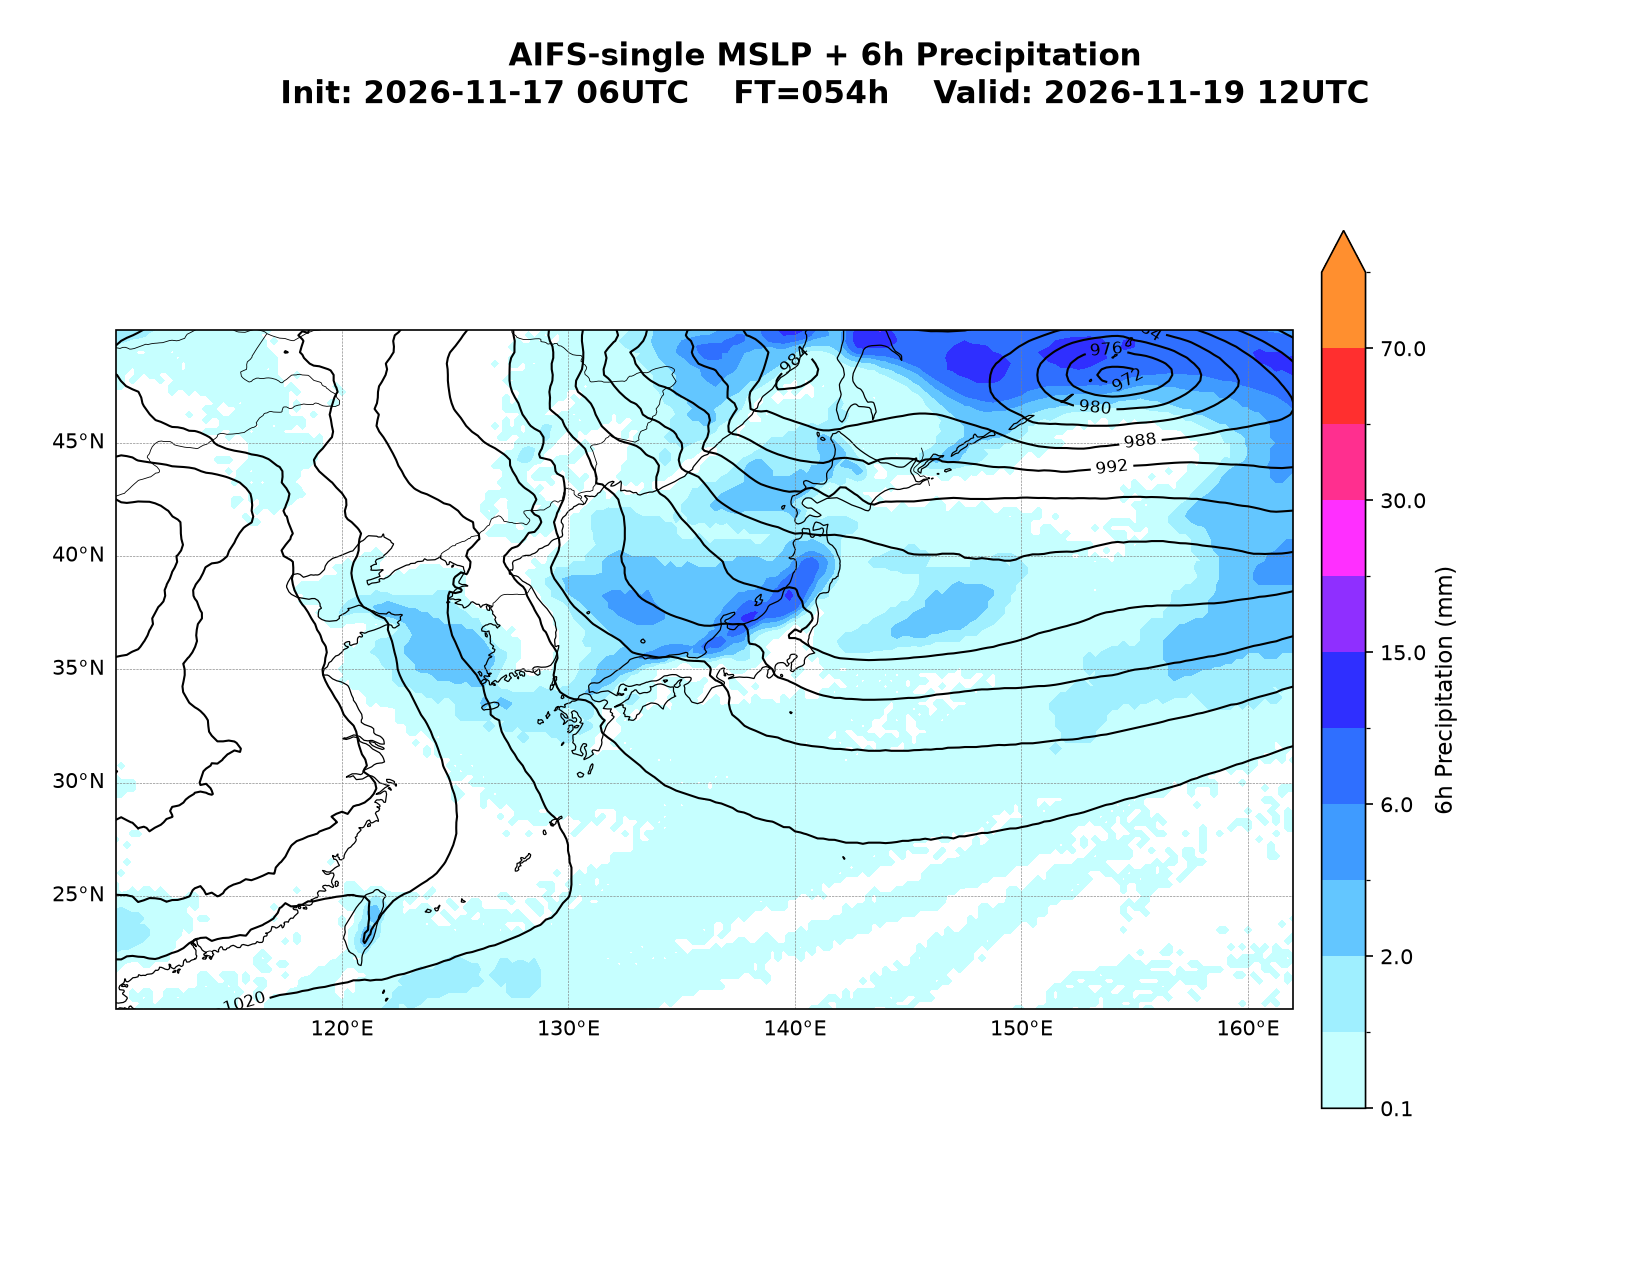 AIFS-single MSLP + 6h Precipitation
Init: 2026-11-17 06UTC    FT=054h    Valid: 2026-11-19 12UTC
984
976
972
980
988
992
1020
45°N
40°N
35°N
30°N
25°N
120°E
130°E
140°E
150°E
160°E
70.0
30.0
15.0
6.0
2.0
0.1
6h Precipitation (mm)